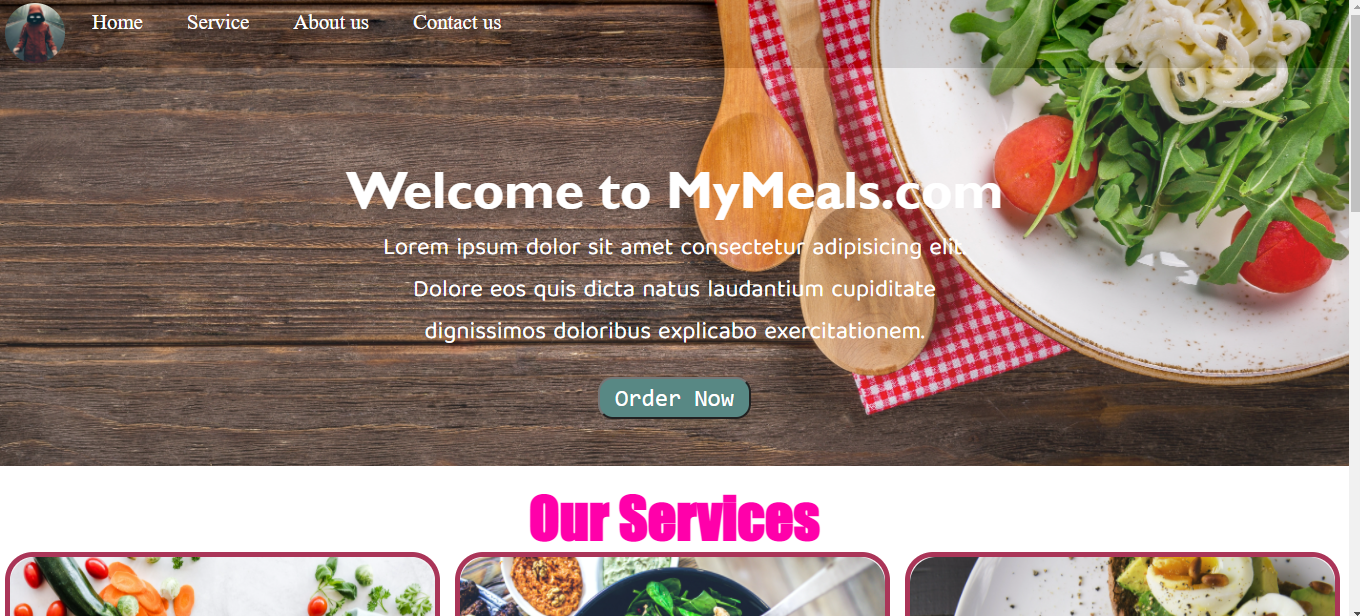 Home Service About us Contact us
Welcome to MyMeals.com
Lorem ipsum dolor sit amet consectetur adipisicing elit.
Dolore eos quis dicta natus laudantium cupiditate
dignissimos doloribus explicabo exercitationem.
Order Now
Our Services